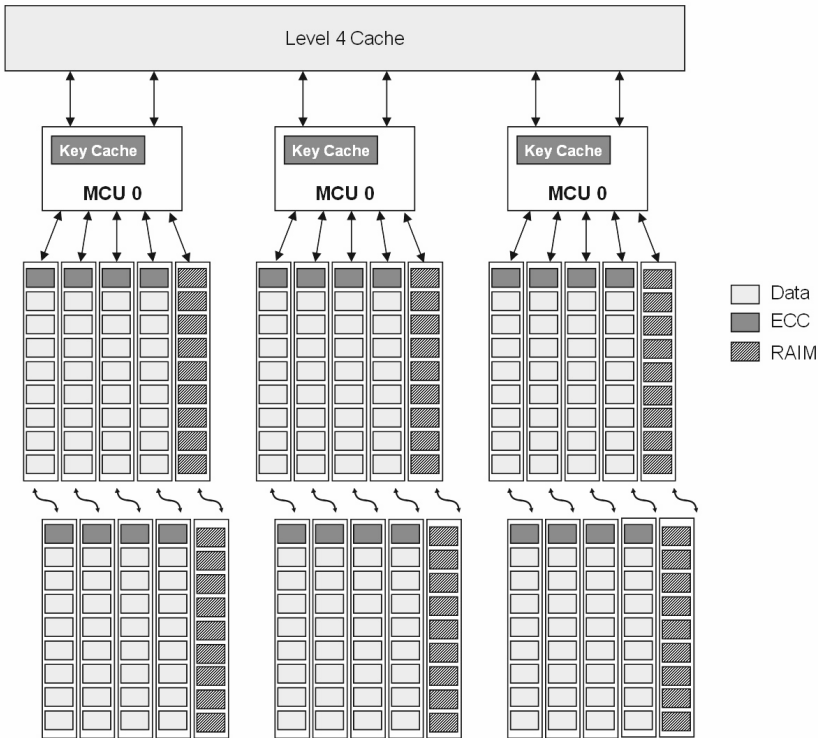 Level 4 Cache
Key Cache
MCU 0
Key Cache
MCU 0
Key Cache
MCU 0
Data
ECC
RAIM